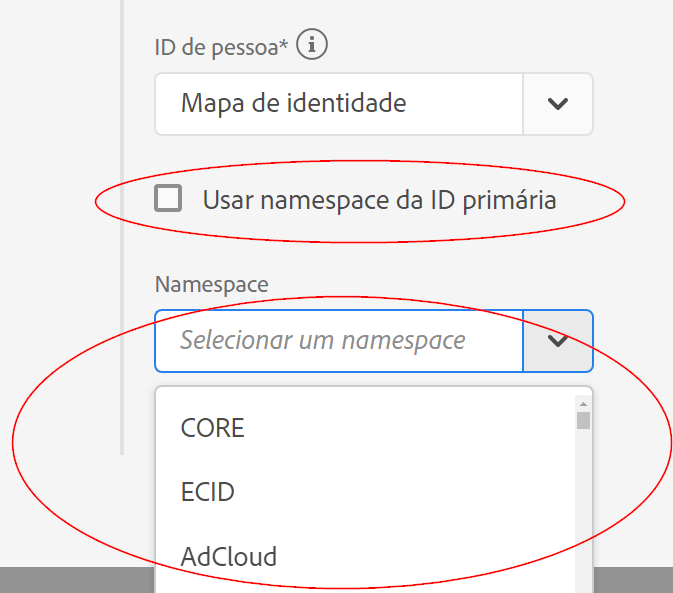 ID de pessoa*
Mapa de identidade
Usar namespace da ID primária
Namespace
Selecionar um namespace
CORE
ECID
AdCloud